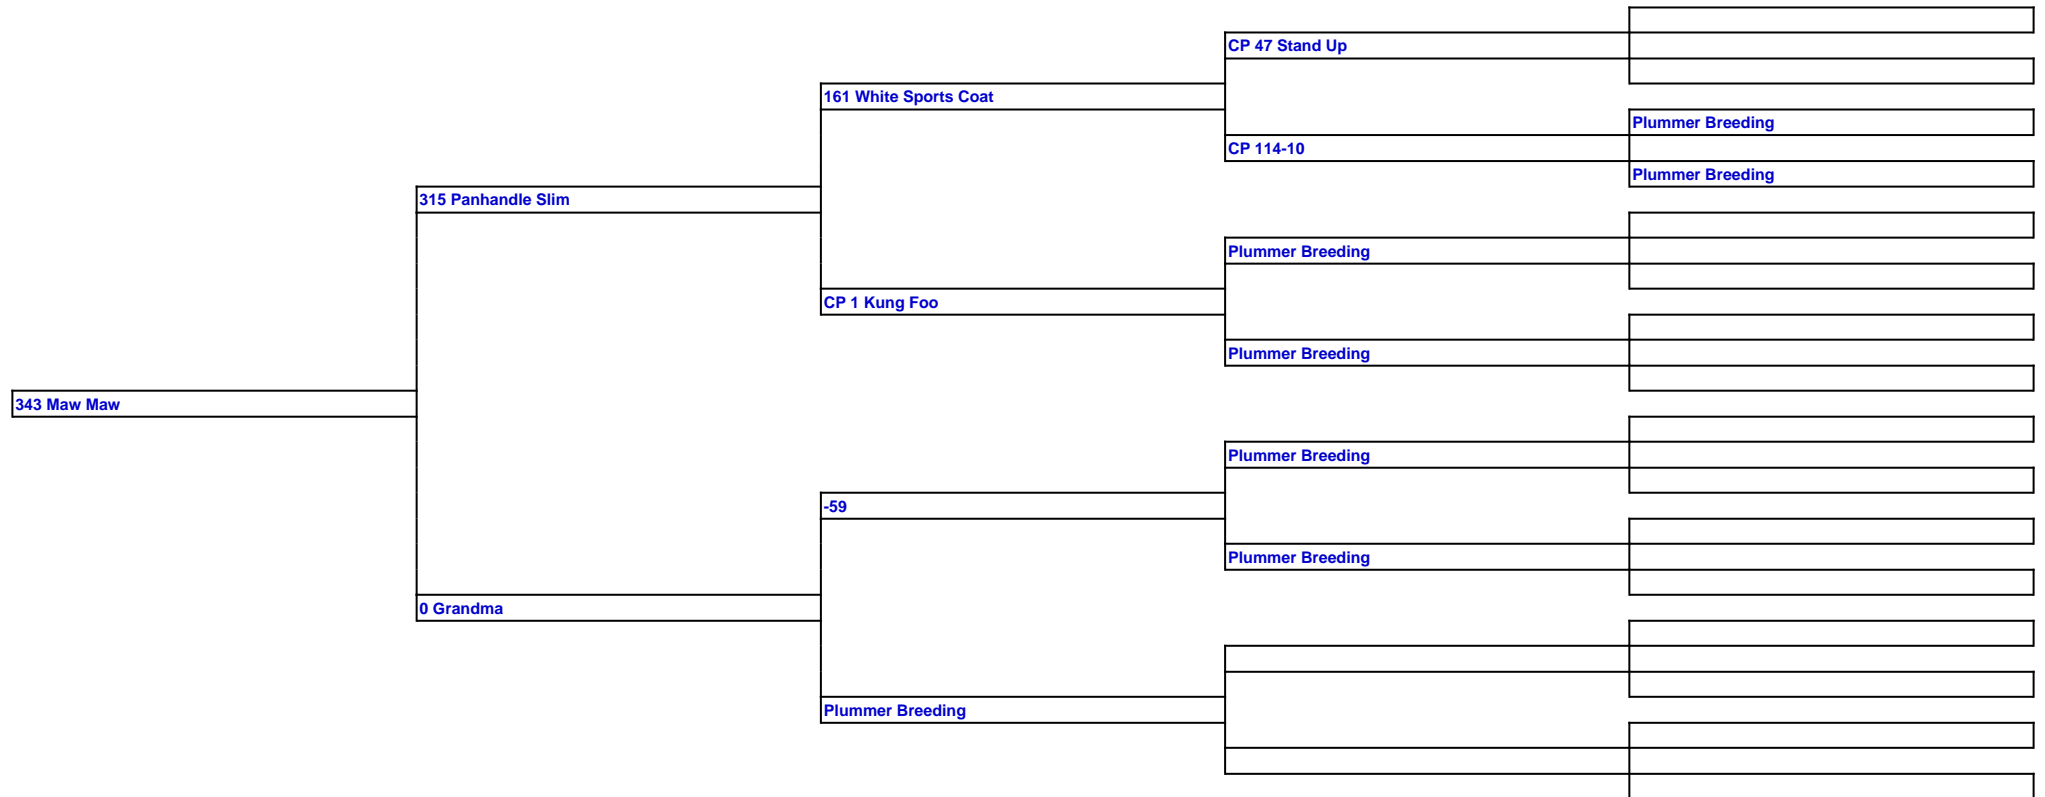 CP 47 Stand Up
161 White Sports Coat
Plummer Breeding
CP 114-10
Plummer Breeding
315 Panhandle Slim
Plummer Breeding
CP 1 Kung Foo
Plummer Breeding
343 Maw Maw
Plummer Breeding
-59
Plummer Breeding
0 Grandma
Plummer Breeding